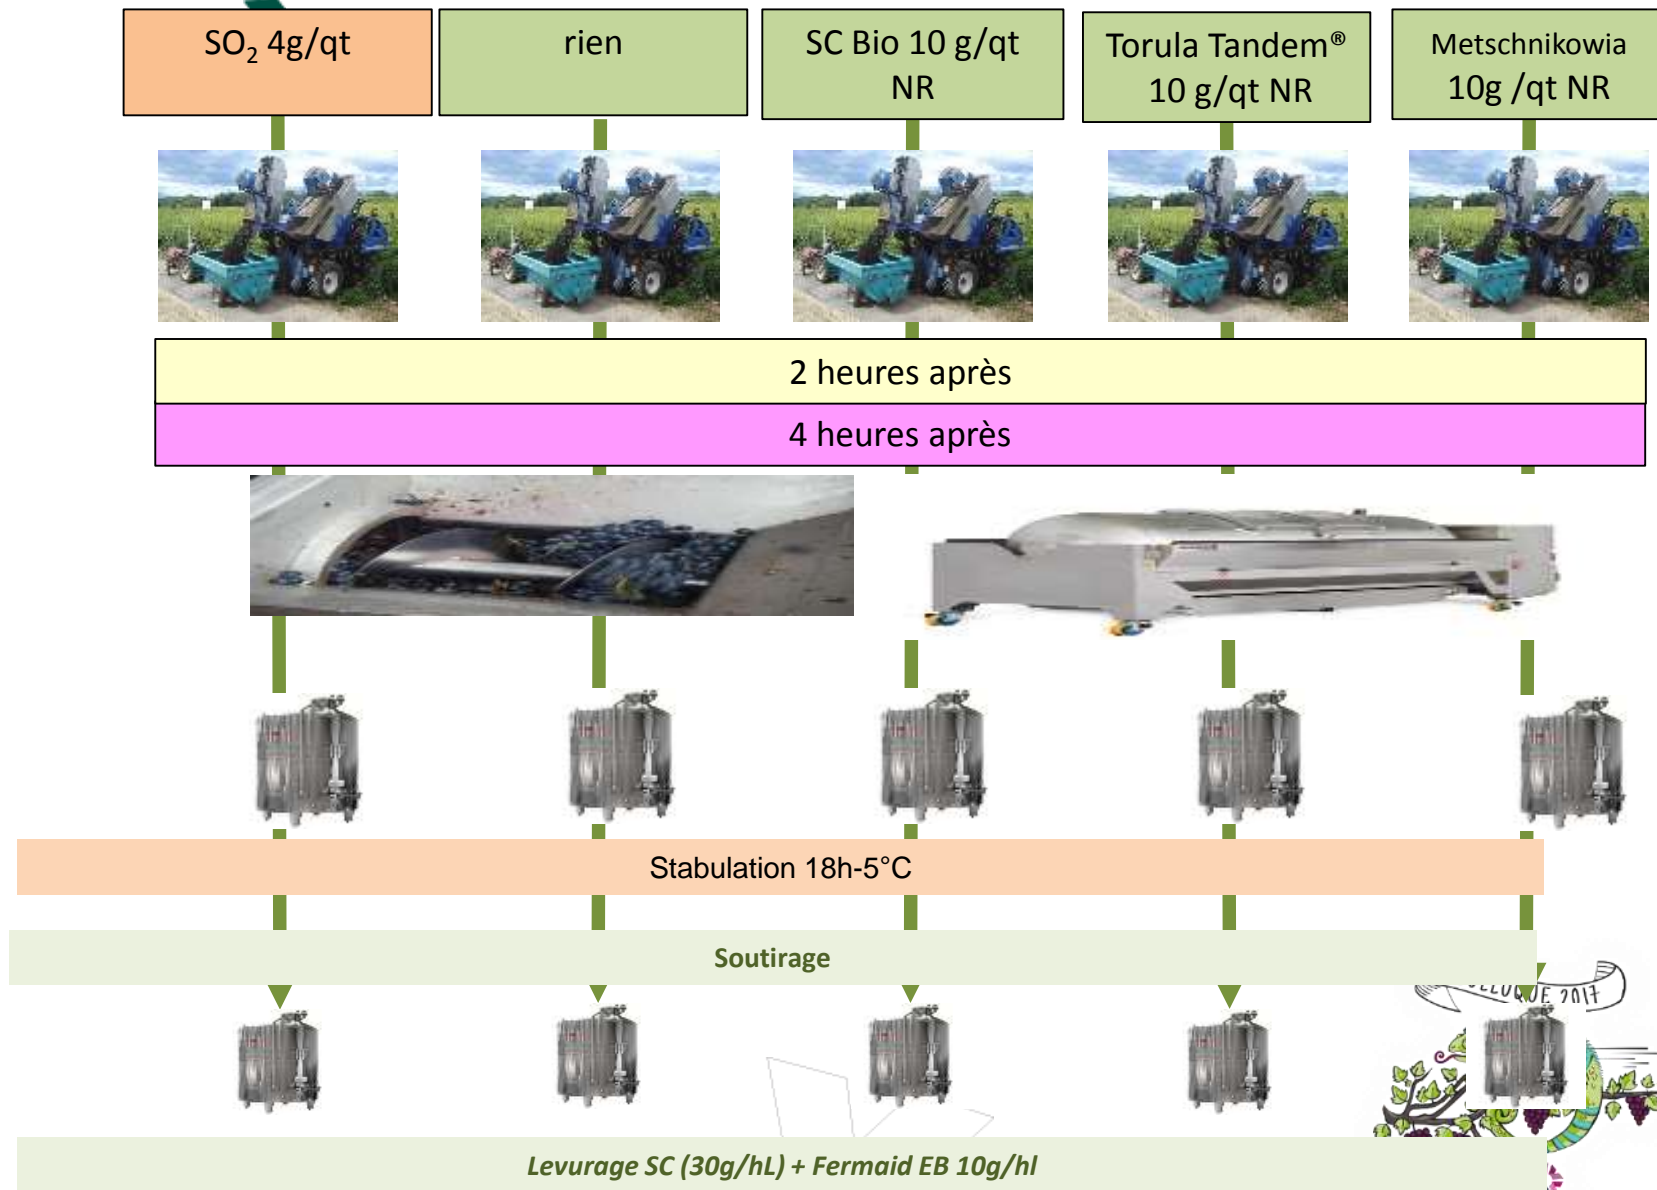 SO₂ 4g/qt
rien
SC Bio 10 g/qt
NR
Torula Tandem®
10 g/qt NR
Metschnikowia
10g /qt NR
2 heures après
4 heures après
Stabulation 18h-5°C
Soutirage
2017
Levurage SC (30g/hL) + Fermaid EB 10g/hl